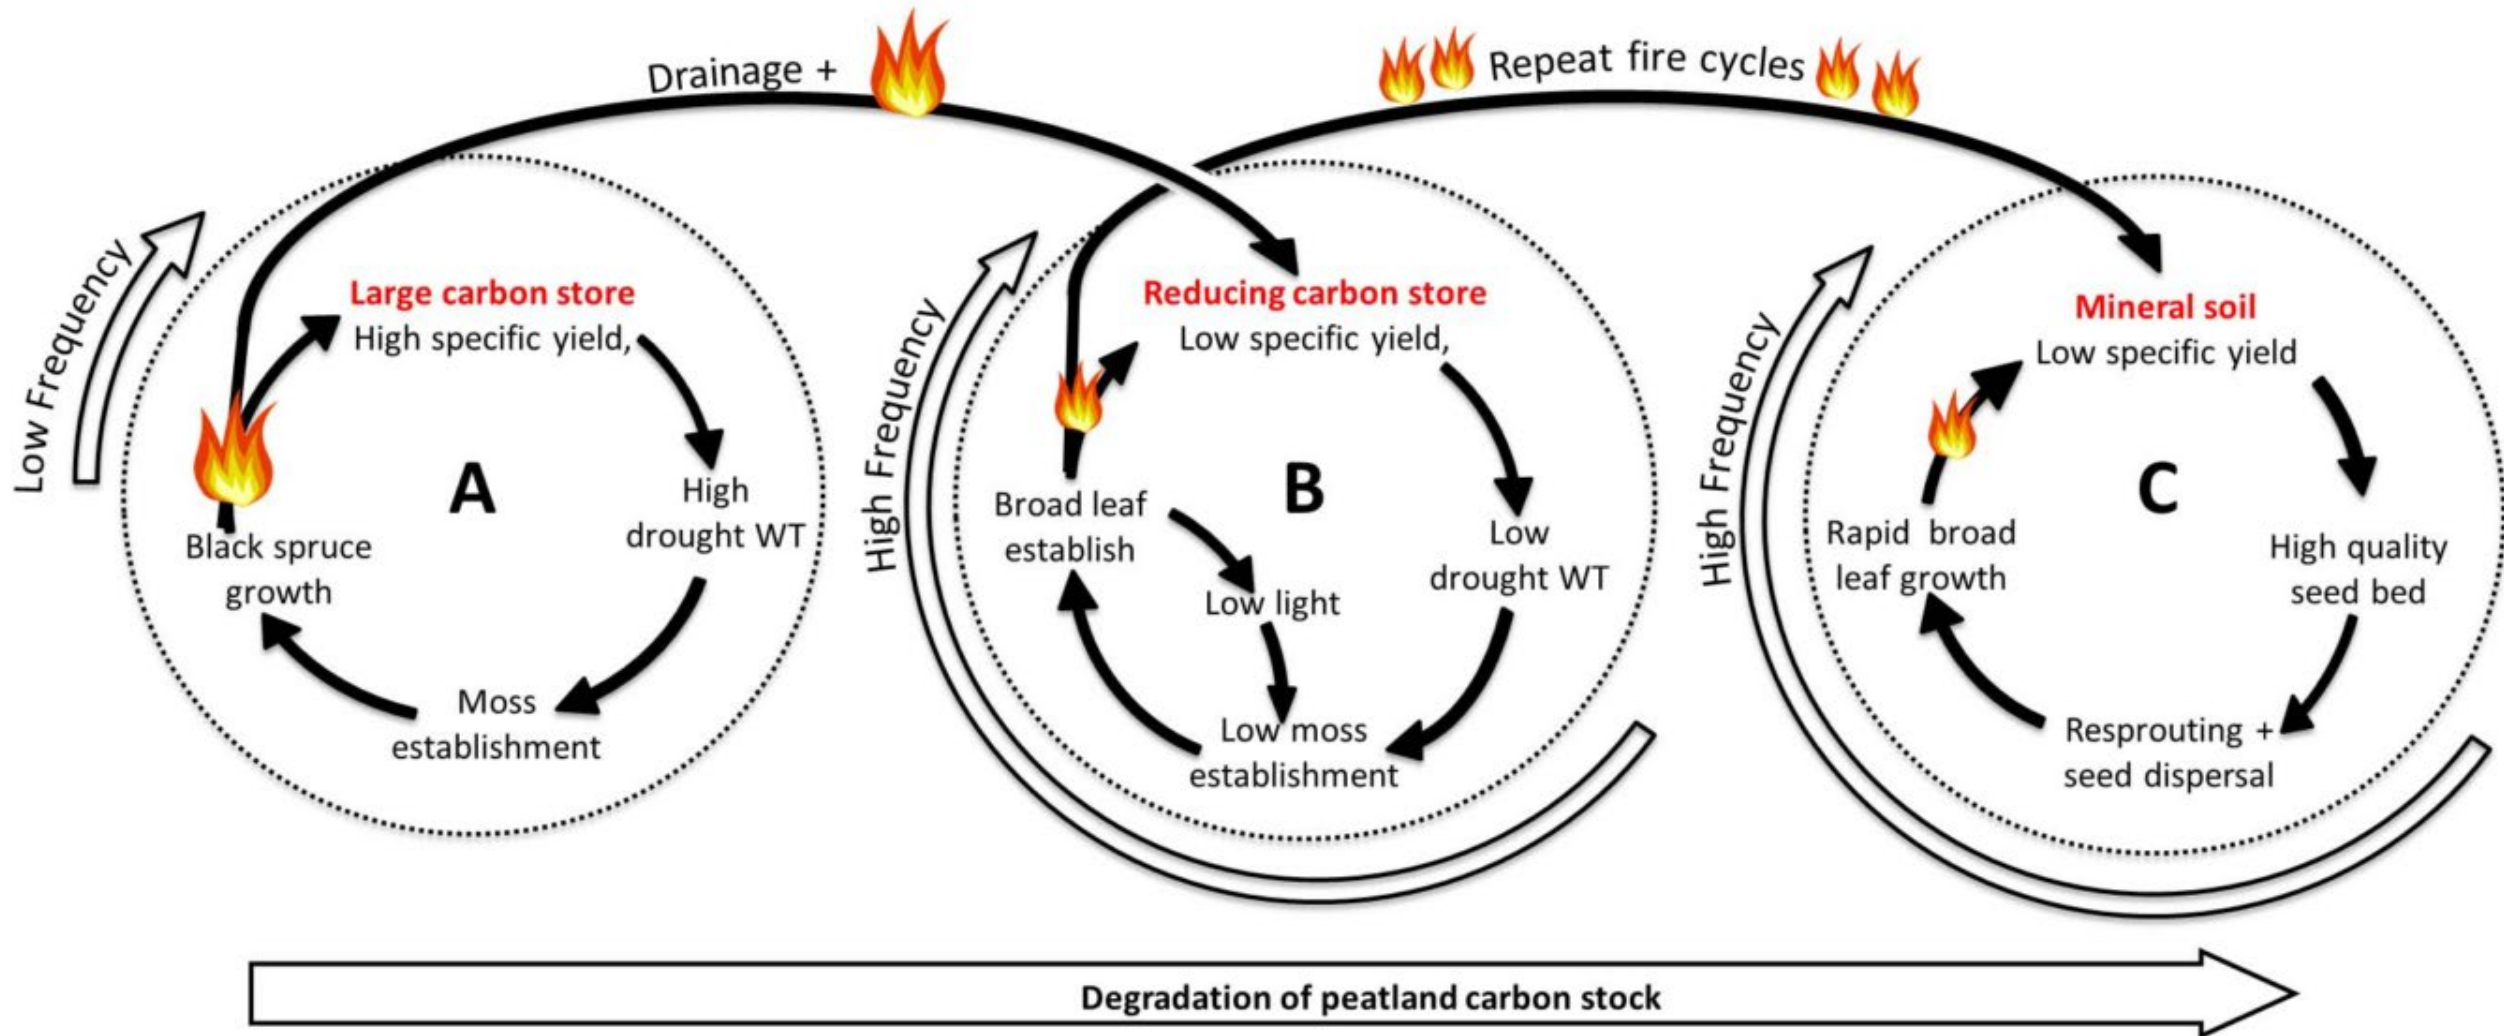 Drainage +
Repeat fire cycles
Low Frequency
Large carbon store
High specific yield,
High
drought WT
Moss
establishment
Black spruce
growth
A
High Frequency
Reducing carbon store
Low specific yield,
Low
drought WT
Low moss
establishment
Broad leaf
establish
Low light
B
High Frequency
Mineral soil
Low specific yield
High quality
seed bed
Resprouting +
seed dispersal
Rapid broad
leaf growth
C
Degradation of peatland carbon stock